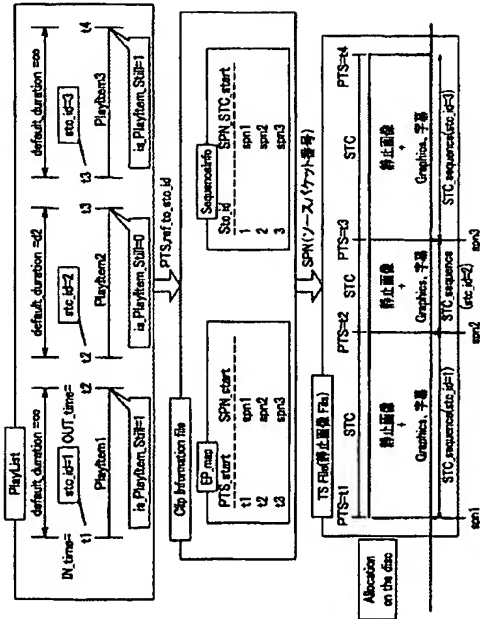 PlayList
default_duration =∞
default_duration =d2
default_duration =∞
IN_time=
stc_id=1
OUT_time=
stc_id=2
stc_id=3
t1
t2
t2
t3
t3
t4
PlayItem1
PlayItem2
PlayItem3
is_PlayItem_Still=1
is_PlayItem_Still=0
is_PlayItem_Still=1
PTS,ref_to_stc_id
Clip Information file
EP_map
PTS_start SPN_start
t1 spn1
t2 spn2
t3 spn3
SequenceInfo
Stc_id SPN_STC_start
1 spn1
2 spn2
3 spn3
SPN(ソースパケット番号)
TS File(静止画像 File)
PTS=t1
PTS=t2
PTS=t3
PTS=t4
STC
STC
STC
静止画像
+
Graphics, 字幕
静止画像
+
Graphics, 字幕
静止画像
+
Graphics, 字幕
STC_sequence(stc_id=1)
STC_sequence
(stc_id=2)
STC_sequence(stc_id=3)
Allocation
on the disc
spn1
spn2
spn3